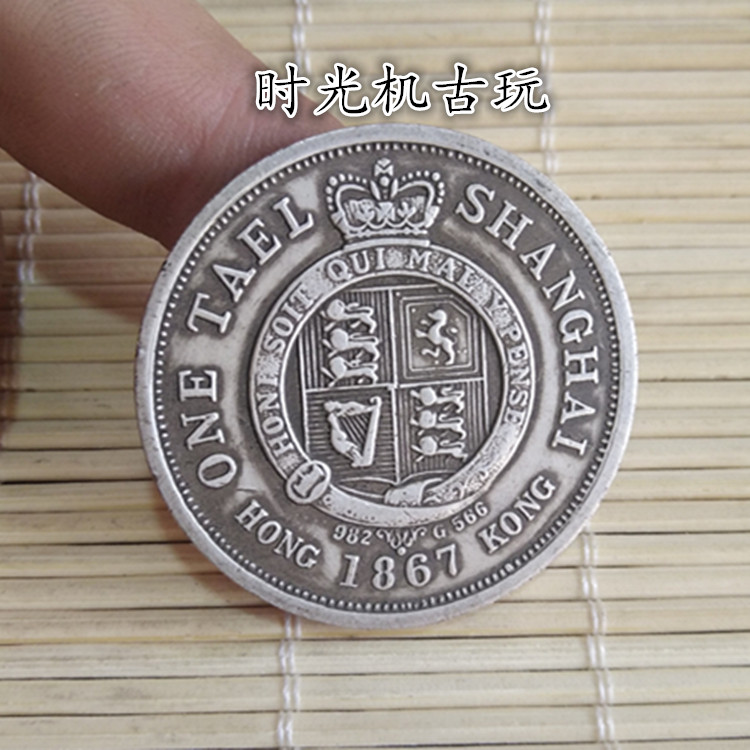 时光机古玩
ONE TAEL SHANGHAI
HONI SOIT QUI MAL Y PENSE
982 G 566
HONG 1867 KONG